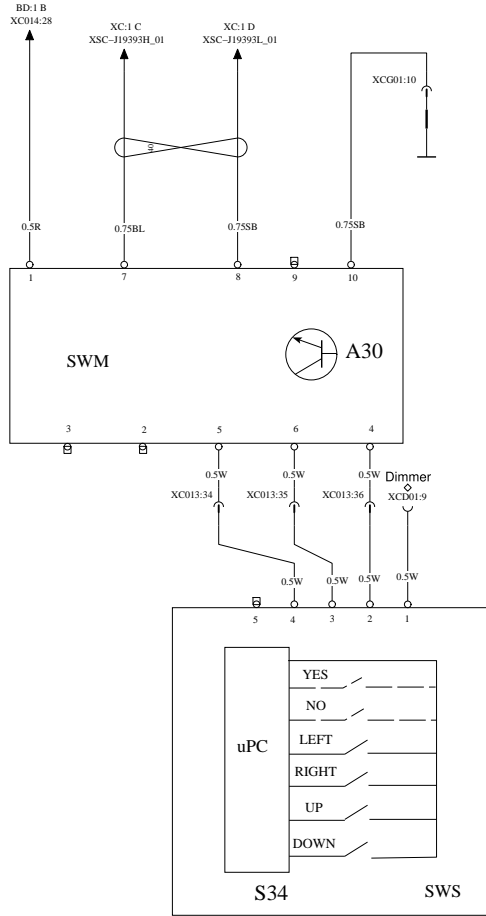 BD:1 B
XC014:28
XC:1 C
XSC–J19393H_01
XC:1 D
XSC–J19393L_01
XCG01:10
40
0.5R
0.75BL
0.75SB
0.75SB
1
7
8
9
10
SWM
A30
3
2
5
6
4
0.5W
0.5W
0.5W
Dimmer
XC013:34
XC013:35
XC013:36
XCD01:9
0.5W
0.5W
0.5W
0.5W
5
4
3
2
1
YES
NO
uPC
LEFT
RIGHT
UP
DOWN
S34
SWS